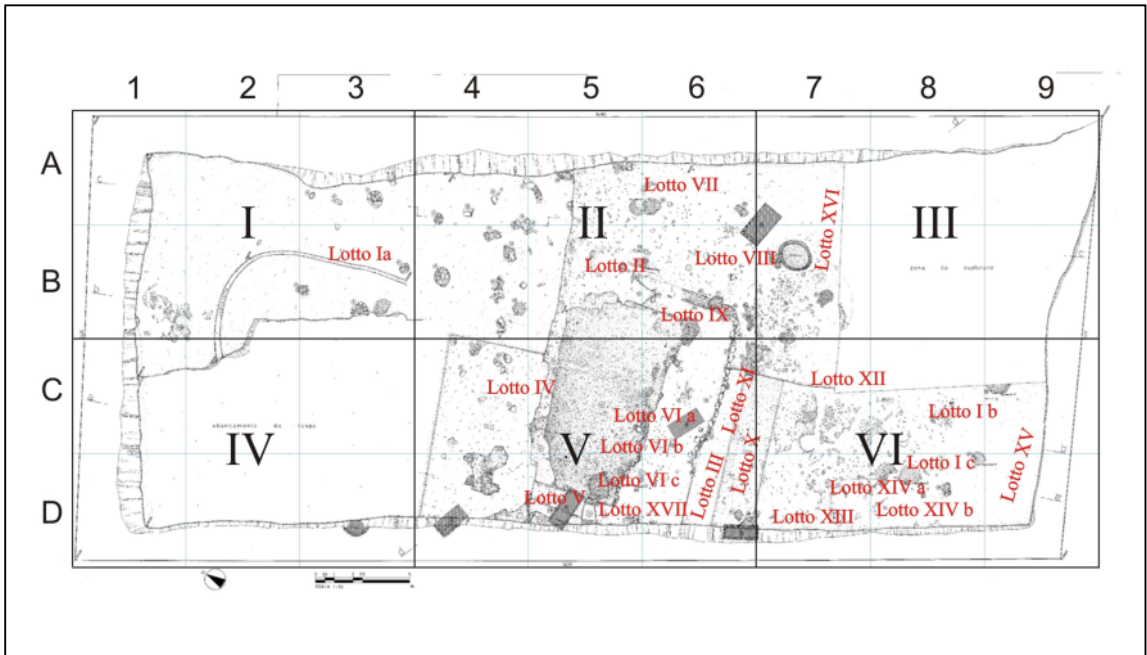 1 2 3 4 5 6 7 8 9
A
Lotto VII
Lotto XVI
I II III
Lotto Ia
Lotto VIII
Lotto II
B
Lotto IX
Lotto XII
C
Lotto IV
Lotto XI
Lotto I b
Lotto VI a
Lotto VI b
IV V VI
Lotto I c
Lotto XV
Lotto III
Lotto X
Lotto VI c
Lotto XIV a
Lotto V
D
Lotto XVII
Lotto XIII
Lotto XIV b